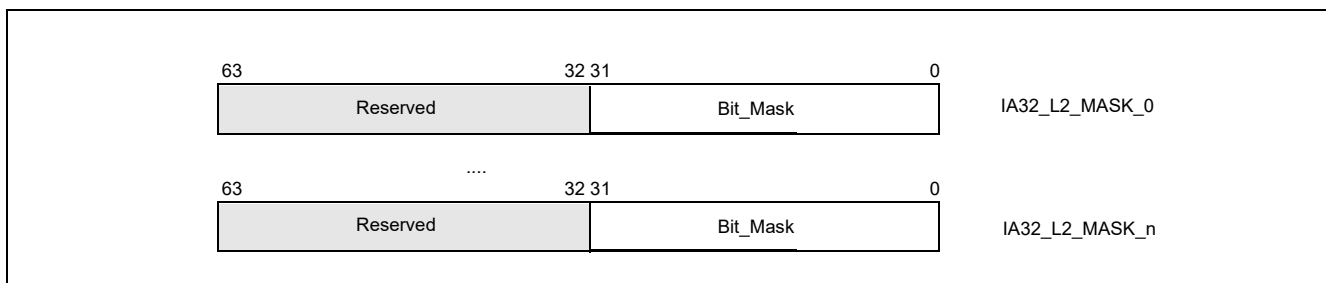 63 32 31 0
Reserved Bit_Mask IA32_L2_MASK_0
....
63 32 31 0
Reserved Bit_Mask IA32_L2_MASK_n